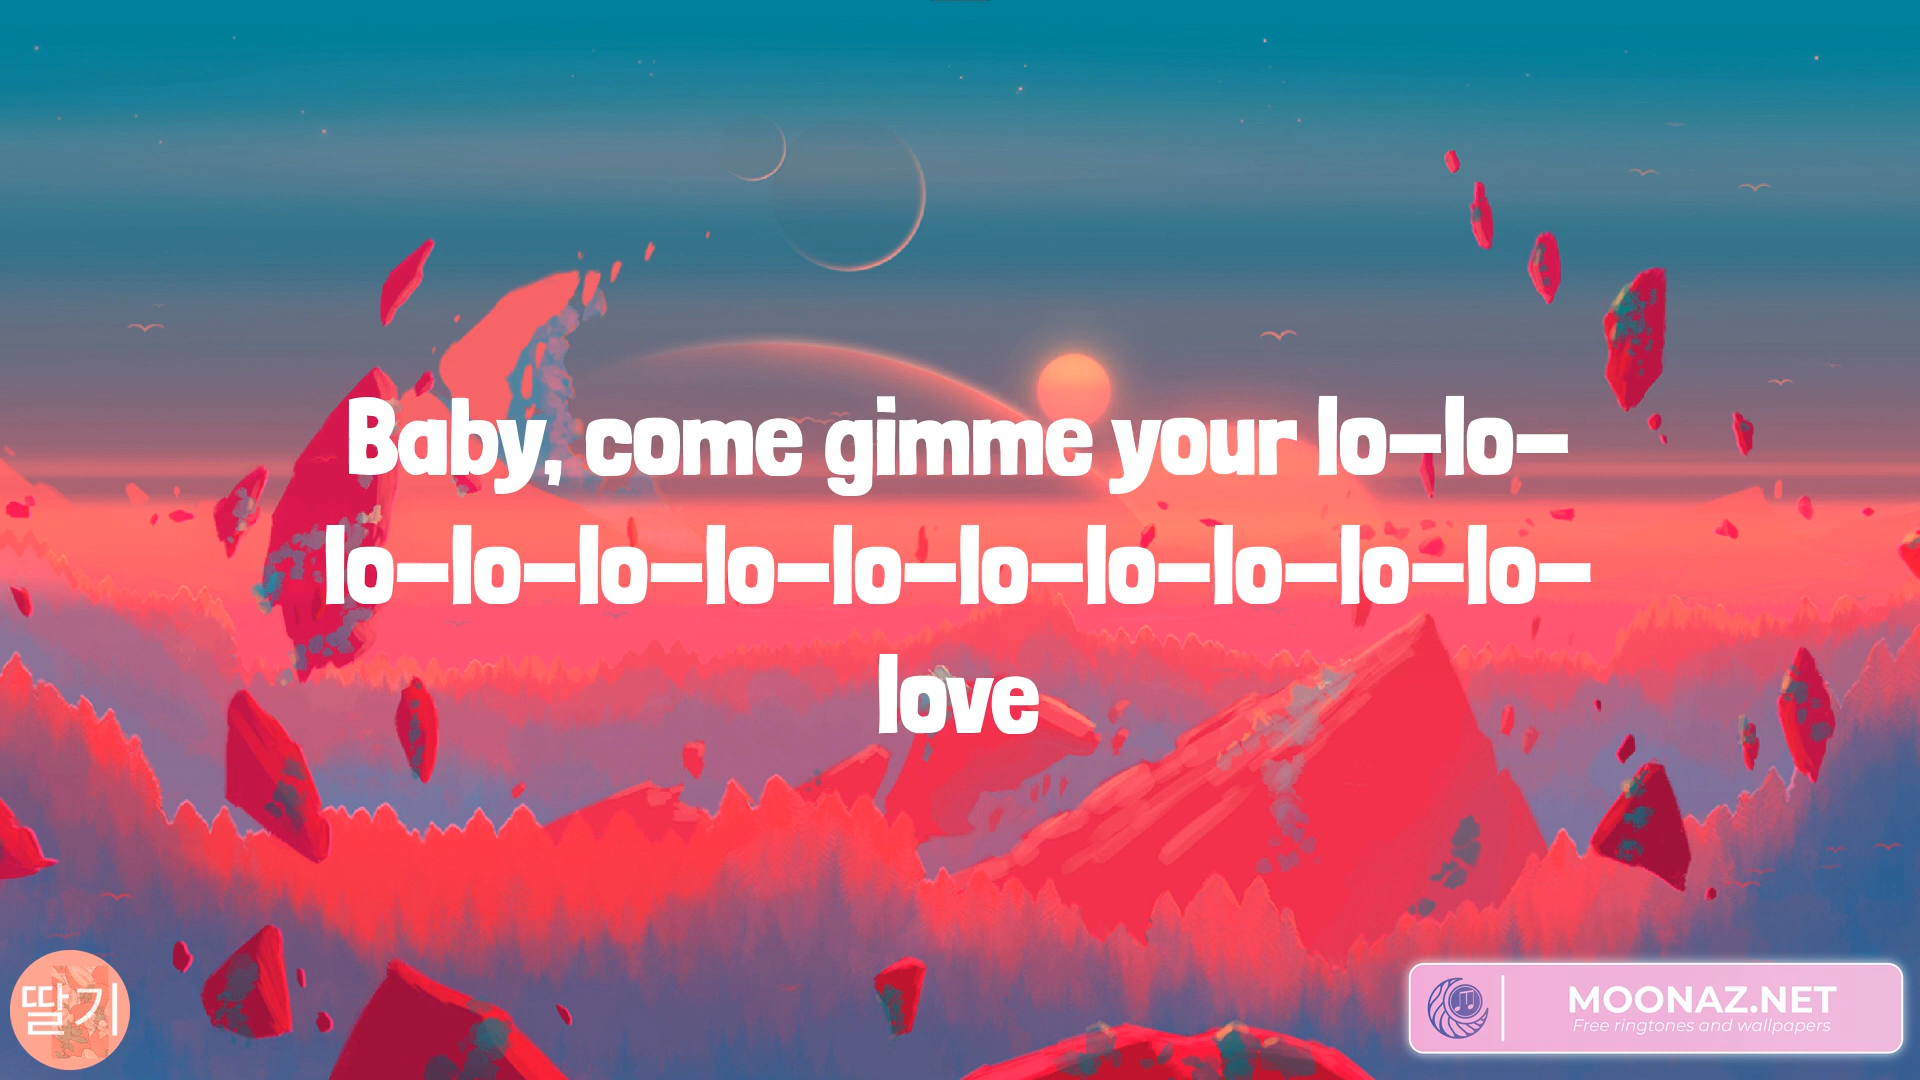 Baby, come gimme your lo-lo-
lo-lo-lo-lo-lo-lo-lo-lo-lo-lo-
love
딸기
MOONAZ.NET
Free ringtones and wallpapers